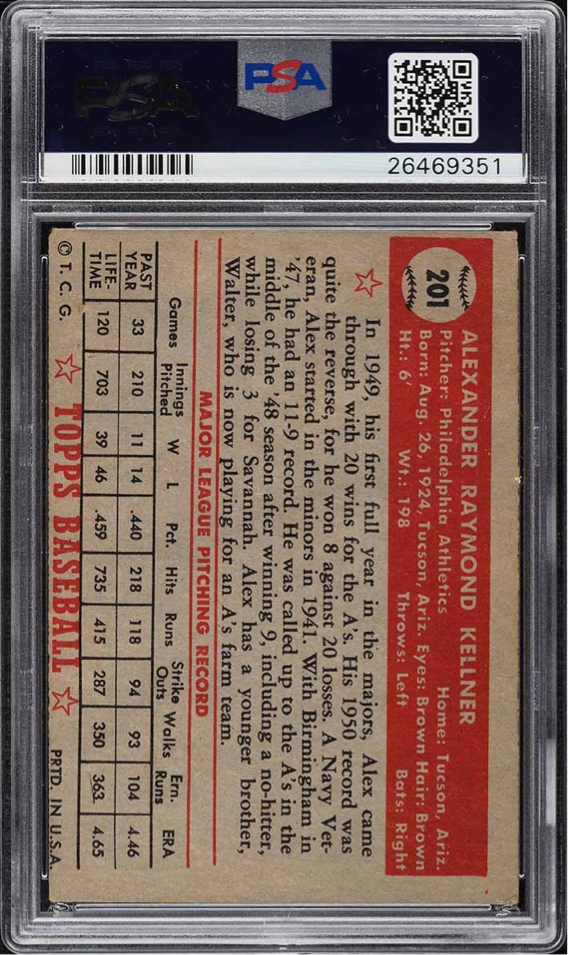 PSA
PSA
26469351
201
ALEXANDER RAYMOND KELLNER
Pitcher: Philadelphia Athletics Home: Tucson, Ariz.
Born: Aug. 26, 1924, Tucson, Ariz. Eyes: Brown Hair: Brown
Ht.: 6' Wt.: 198 Throws: Left Bats: Right
In 1949, his first full year in the majors, Alex came
through with 20 wins for the A's. His 1950 record was
quite the reverse, for he won 8 against 20 losses. A Navy Vet-
eran, Alex started in the minors in 1941. With Birmingham in
'47, he had an 11-9 record. He was called up to the A's in the
middle of the '48 season after winning 9, including a no-hitter,
while losing 3 for Savannah. Alex has a younger brother,
Walter, who is now playing for an A's farm team.
MAJOR LEAGUE PITCHING RECORD
Games Innings Pitched W L Pct. Hits Runs Strike Outs Walks Ern. Runs ERA
PAST YEAR 33 210 11 14 .440 218 118 94 93 104 4.46
LIFE- TIME 120 703 39 46 .459 735 415 287 350 363 4.65
© T. C. G. TOPPS BASEBALL PRTD. IN U.S.A.